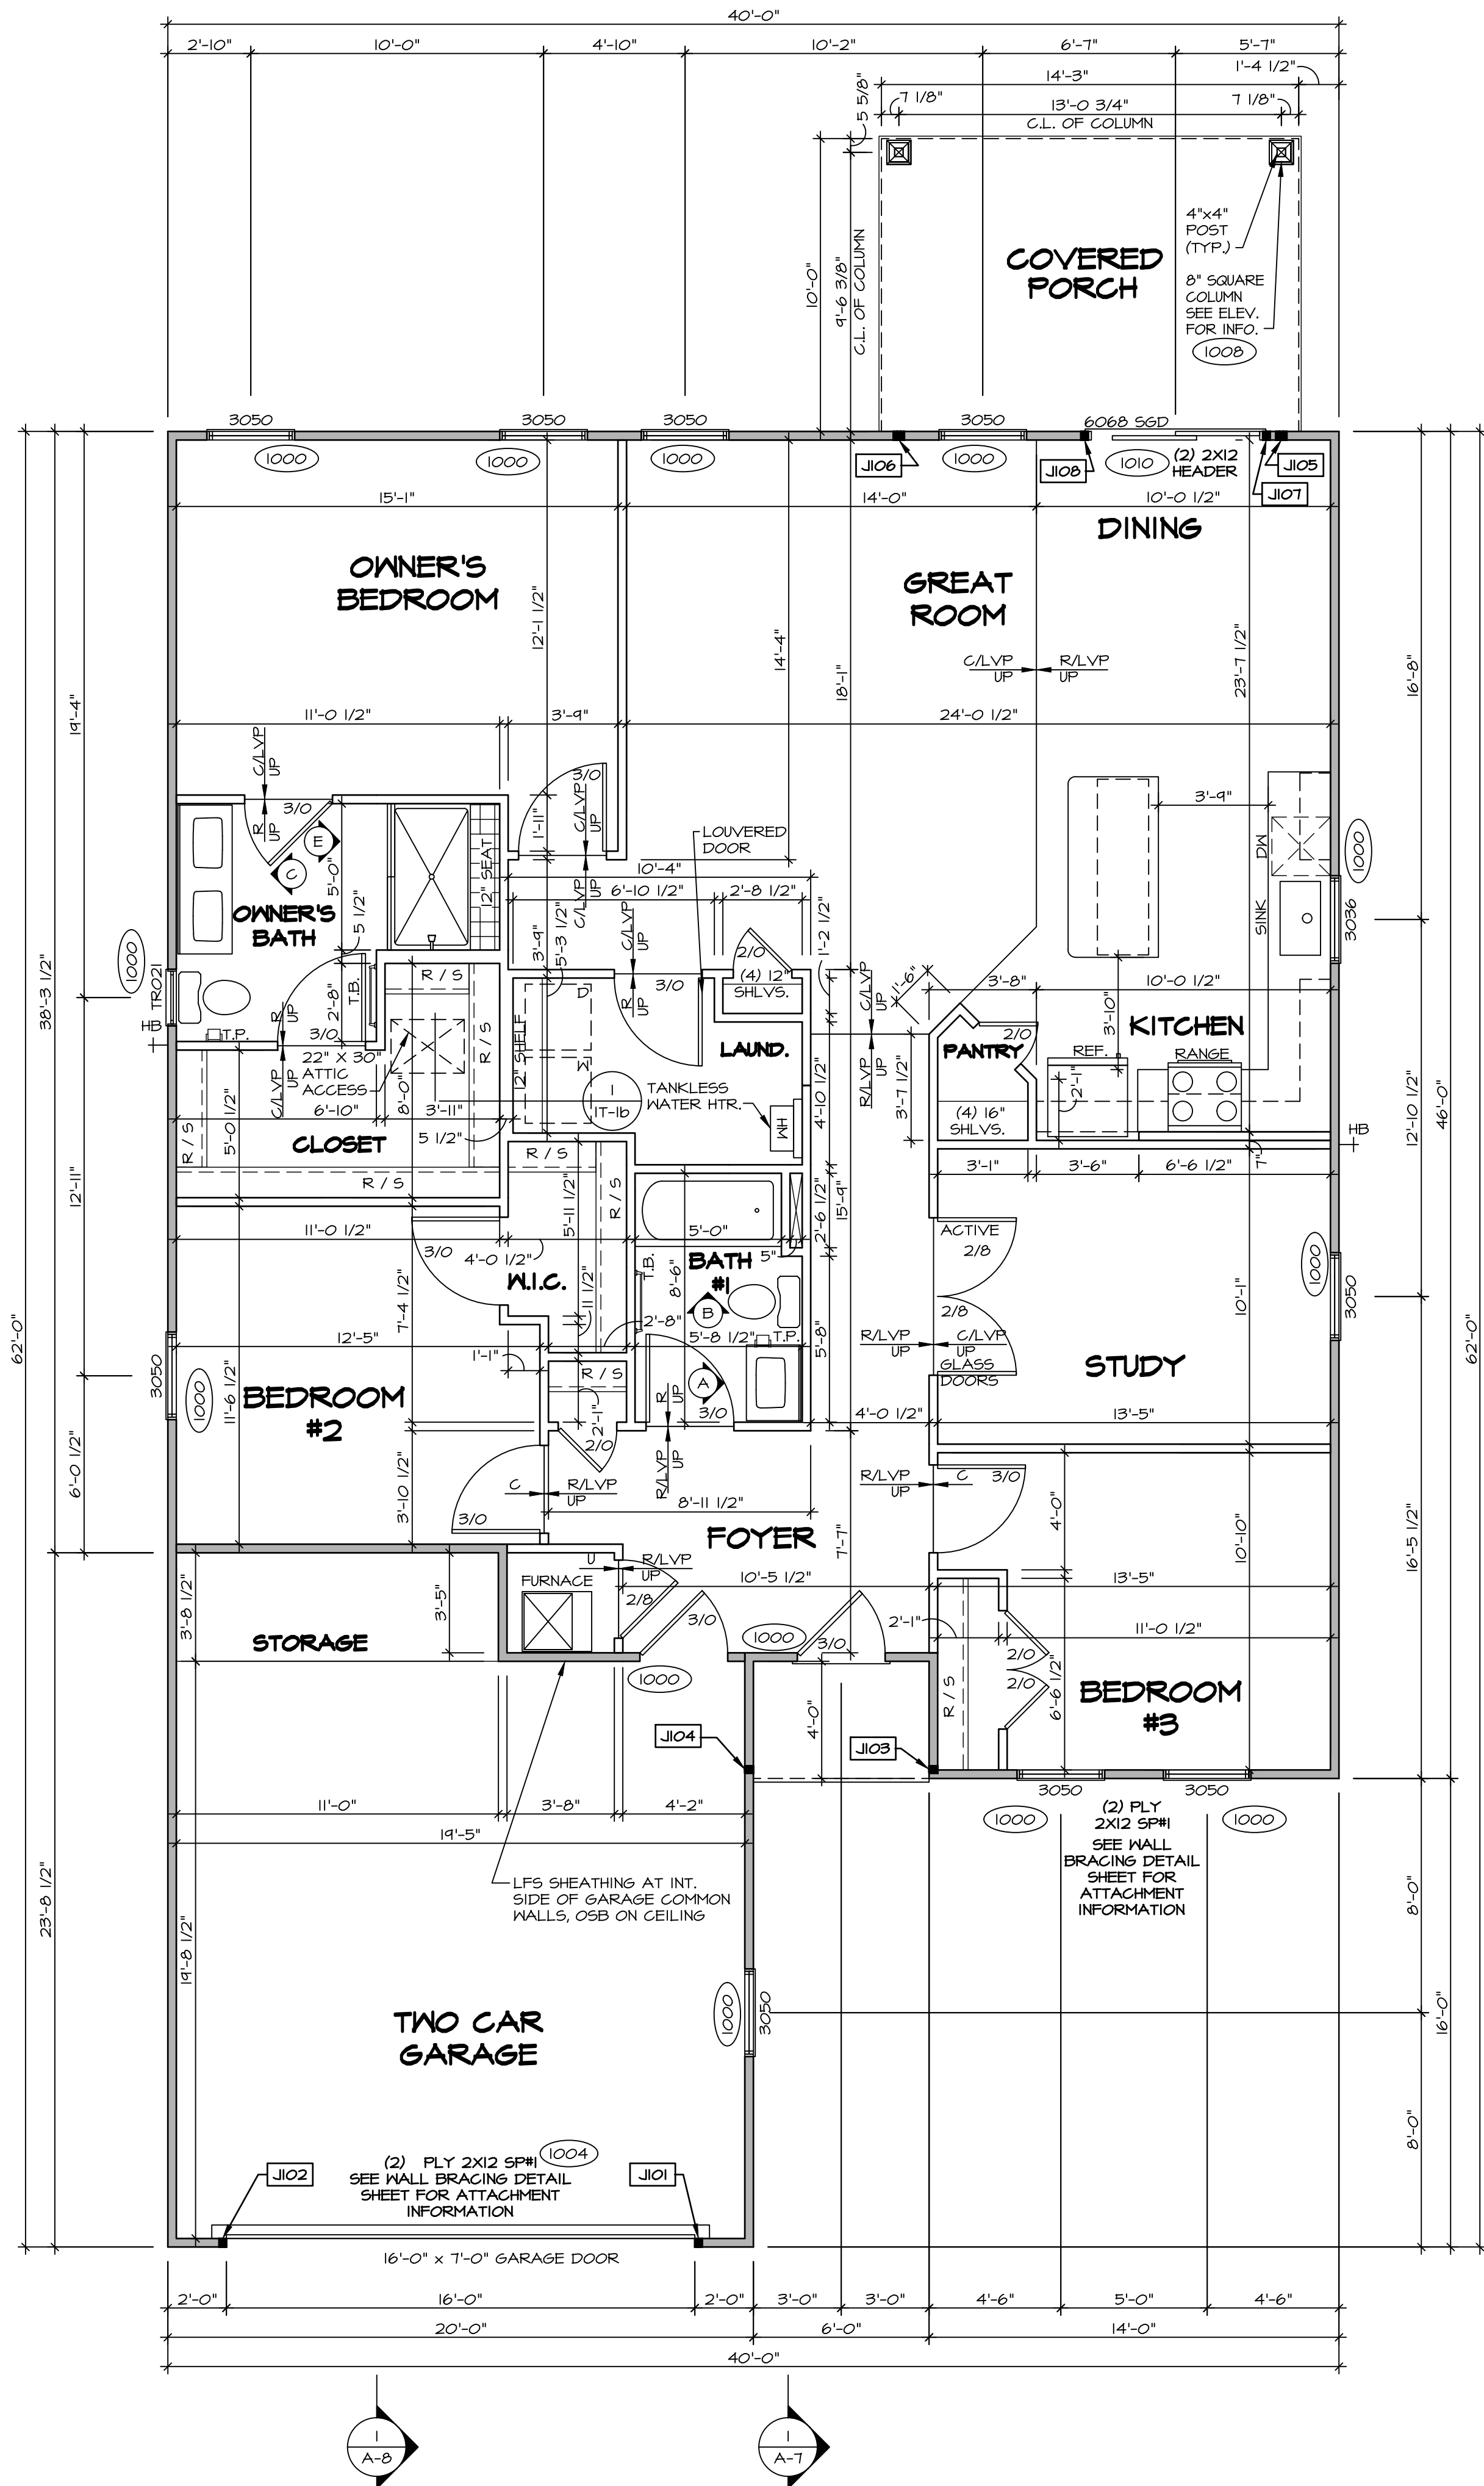 40'-0"
2'-10"
10'-0"
4'-10"
10'-2"
6'-7"
5'-7"
14'-3"
1'-4 1/2"
7 1/8"
13'-0 3/4"
7 1/8"
C.L. OF COLUMN
5 5/8"
10'-0"
9'-6 3/8"
C.L. OF COLUMN
COVERED
PORCH
4"x4"
POST
(TYP.)
8" SQUARE
COLUMN
SEE ELEV.
FOR INFO.
1008
3050
3050
3050
3050
6068 SGD
1000
1000
1000
1000
1010
(2) 2X12
HEADER
J106
J108
J105
J107
15'-1"
14'-0"
10'-0 1/2"
DINING
OWNER'S
BEDROOM
GREAT
ROOM
12'-1 1/2"
14'-4"
18'-1"
23'-7 1/2"
C/LVP
UP
R/LVP
UP
11'-0 1/2"
3'-9"
24'-0 1/2"
19'-4"
38'-3 1/2"
16'-8"
C/LVP
UP
R
UP
3/0
E
C
5'-0"
5 1/2"
12" SEAT
3/0
C/LVP
UP
C/LVP
UP
1'-11"
3'-9"
LOUVERED
DOOR
10'-4"
6'-10 1/2"
2'-8 1/2"
3'-9"
DW
SINK
1000
3036
OWNER'S
BATH
1000
TR021
HB
T.P.
T.B.
2'-8"
R
UP
C/LVP
UP
3/0
22" X 30"
ATTIC
ACCESS
R / S
R / S
R / S
R / S
8'-0"
5'-3 1/2"
12" SHELF
D
W
C/LVP
UP
R
UP
3/0
2/0
(4) 12"
SHLVS.
1'-2 1/2"
LAUND.
TANKLESS
WATER HTR.
1
1T-1b
HM
4'-10 1/2"
C/LVP
UP
R/LVP
UP
1'-6"
3'-8"
10'-0 1/2"
3'-10"
KITCHEN
PANTRY
2/0
REF.
RANGE
2'-1"
3'-7 1/2"
(4) 16"
SHLVS.
HB
7"
3'-1"
3'-6"
6'-6 1/2"
12'-10 1/2"
46'-0"
6'-10"
3'-11"
5 1/2"
CLOSET
5'-0 1/2"
12'-11"
11'-0 1/2"
4'-0 1/2"
3/0
R / S
R / S
5'-11 1/2"
W.I.C.
11 1/2"
5'-0"
5"
2'-6 1/2"
15'-9"
T.B.
BATH
#1
8'-6"
B
2'-8"
5'-8 1/2"
T.P.
5'-8"
A
3/0
R
UP
R/LVP
UP
ACTIVE
2/8
2/8
R/LVP
UP
C/LVP
UP
GLASS
DOORS
10'-1"
STUDY
1000
3050
13'-5"
4'-0 1/2"
62'-0"
62'-0"
3050
1000
12'-5"
7'-4 1/2"
1'-1"
BEDROOM
#2
11'-6 1/2"
R / S
2'-1"
2/0
6'-0 1/2"
3'-10 1/2"
C
R/LVP
UP
3/0
8'-11 1/2"
FOYER
7'-7"
R/LVP
UP
C
3/0
4'-0"
10'-10"
16'-5 1/2"
U
R/LVP
UP
FURNACE
2/8
10'-5 1/2"
13'-5"
3'-5"
3'-8 1/2"
STORAGE
3/0
1000
1000
3/0
2'-1"
11'-0 1/2"
2/0
2/0
R / S
6'-6 1/2"
BEDROOM
#3
4'-0"
J104
J103
3050
3050
1000
1000
(2) PLY
2X12 SP#1
SEE WALL
BRACING DETAIL
SHEET FOR
ATTACHMENT
INFORMATION
11'-0"
3'-8"
4'-2"
19'-5"
LFS SHEATHING AT INT.
SIDE OF GARAGE COMMON
WALLS, OSB ON CEILING
23'-8 1/2"
19'-8 1/2"
8'-0"
16'-0"
8'-0"
TWO CAR
GARAGE
1000
3050
1004
(2) PLY 2X12 SP#1
SEE WALL BRACING DETAIL
SHEET FOR ATTACHMENT
INFORMATION
J102
J101
16'-0" x 7'-0" GARAGE DOOR
2'-0"
16'-0"
2'-0"
3'-0"
3'-0"
4'-6"
5'-0"
4'-6"
20'-0"
6'-0"
14'-0"
40'-0"
1
A-8
1
A-7